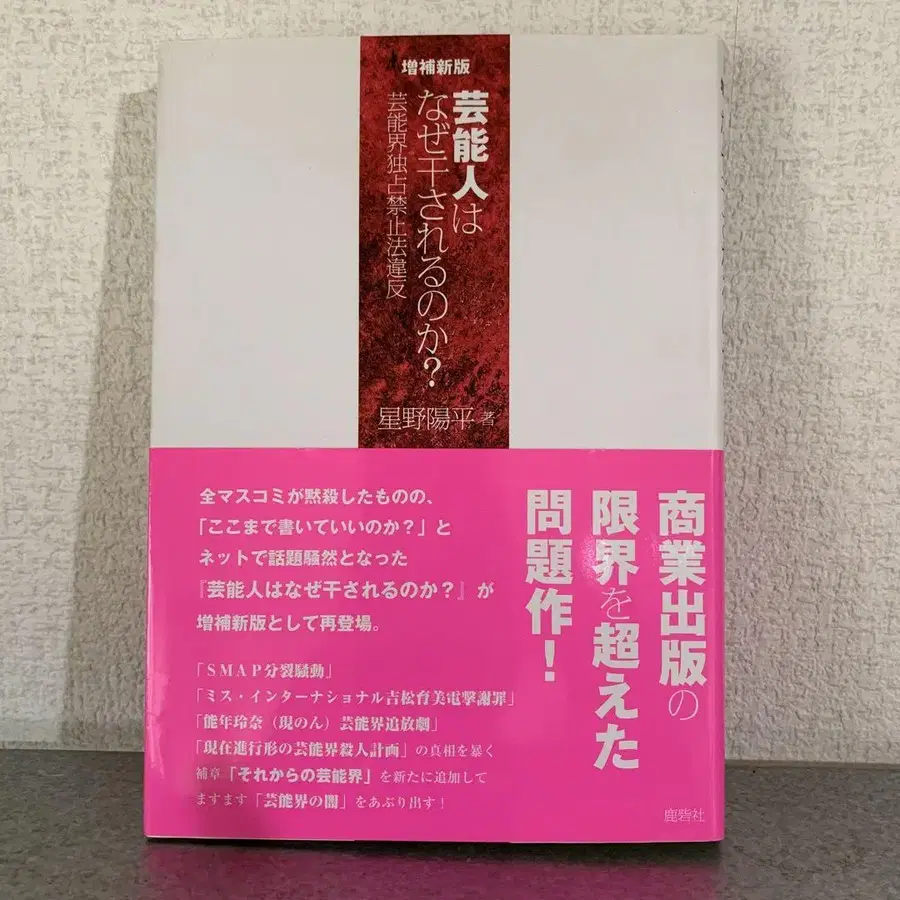 増補新版
芸能人は
なぜ干されるのか?
芸能界独占禁止法違反
星野陽平 著
商業出版の
限界を超えた
問題作!
全マスコミが黙殺したものの、
「ここまで書いていいのか?」と
ネットで話題騒然となった
『芸能人はなぜ干されるのか?』が
増補新版として再登場。
「SMAP分裂騒動」
「ミス・インターナショナル吉松育美電撃謝罪」
「能年玲奈(現のん)芸能界追放劇」
「現在進行形の芸能界殺人計画」の真相を暴く
補章「それからの芸能界」を新たに追加して
ますます「芸能界の闇」をあぶり出す!
鹿砦社